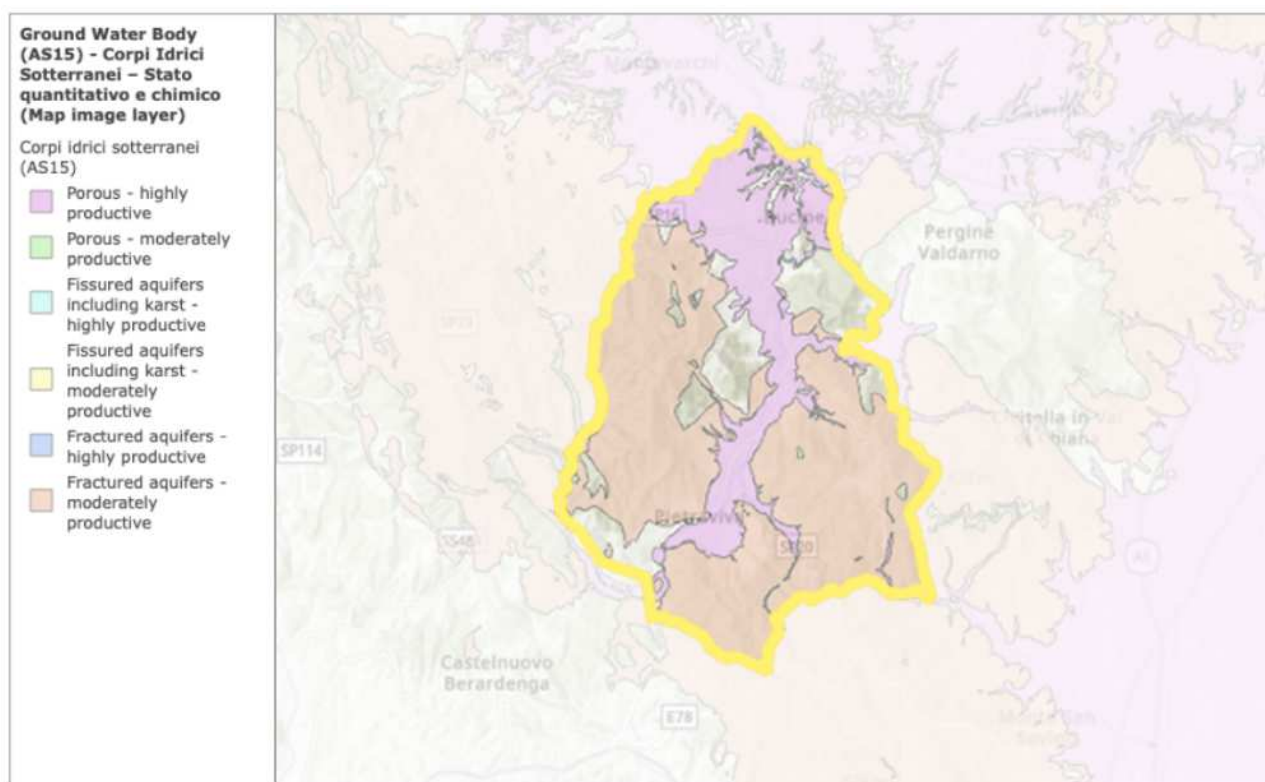 Ground Water Body
(AS15) - Corpi Idrici
Sotterranei – Stato
quantitativo e chimico
(Map image layer)
Corpi idrici sotterranei
(AS15)
Porous - highly
productive
Porous - moderately
productive
Fissured aquifers
including karst -
highly productive
Fissured aquifers
including karst -
moderately
productive
Fractured aquifers -
highly productive
Fractured aquifers -
moderately
productive
Montevarchi
Bucine
Pergine
Valdarno
SP114
Pietraviva
Castelnuovo
Berardenga
E78